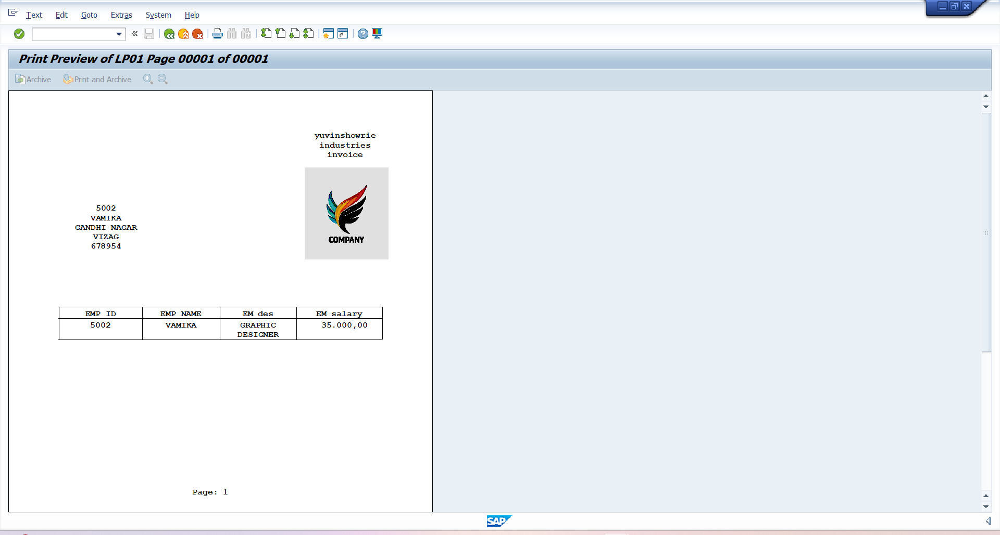 Text Edit Goto Extras System Help
Print Preview of LP01 Page 00001 of 00001
Archive Print and Archive
yuvinshowrie
industries
invoice
COMPANY
5002
VAMIKA
GANDHI NAGAR
VIZAG
678954
EMP ID EMP NAME EM des EM salary
5002 VAMIKA GRAPHIC 35.000,00
DESIGNER
Page: 1
SAP